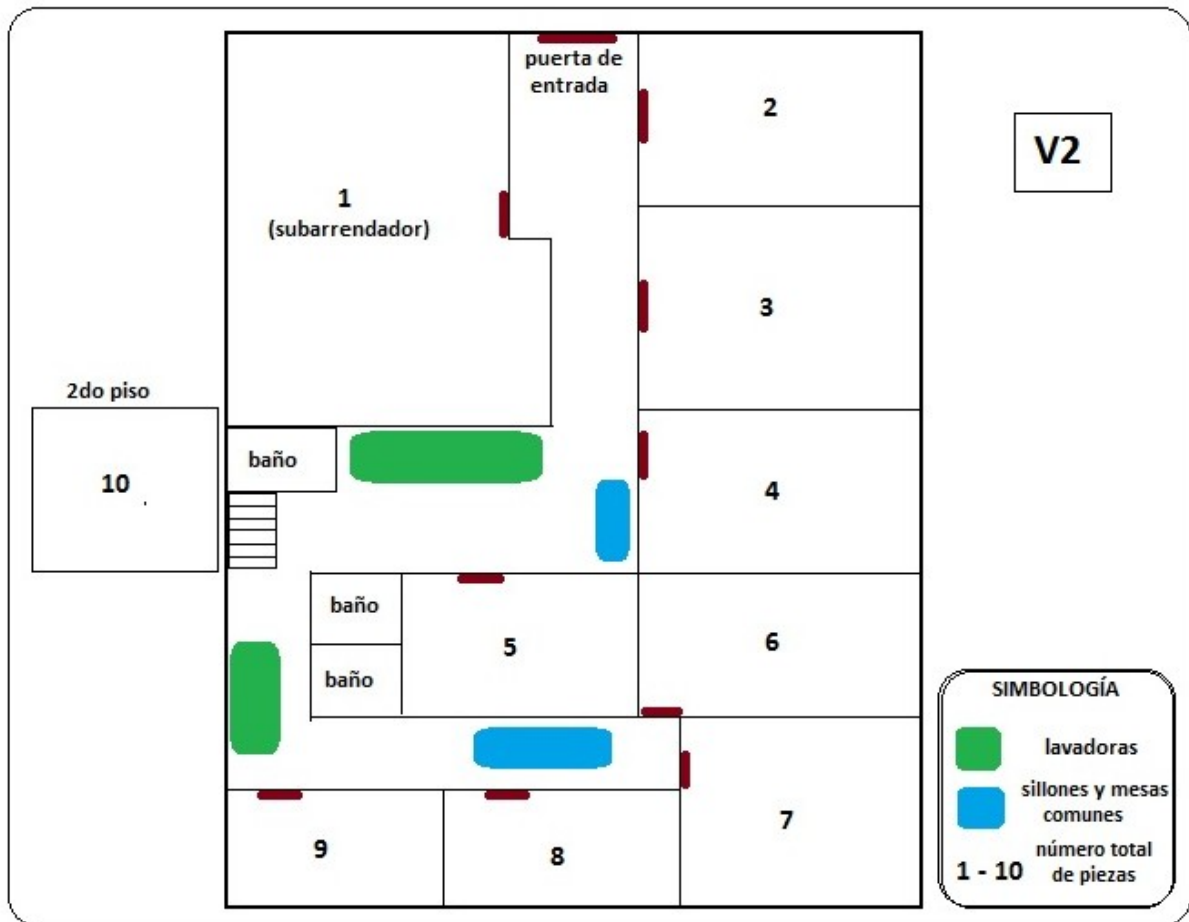 puerta de
entrada
2
V2
1
(subarrendador)
3
2do piso
10
baño
4
baño
5
6
baño
7
9
8
SIMBOLOGÍA
lavadoras
sillones y mesas
comunes
1 - 10
número total
de piezas